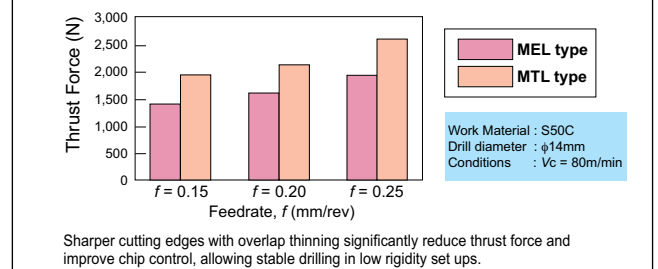 Thrust Force (N)
3,000
2,500
2,000
1,500
1,000
500
0
f = 0.15 f = 0.20 f = 0.25
Feedrate, f (mm/rev)
MEL type
MTL type
Work Material : S50C
Drill diameter : ϕ14mm
Conditions : Vc = 80m/min
Sharper cutting edges with overlap thinning significantly reduce thrust force and
improve chip control, allowing stable drilling in low rigidity set ups.